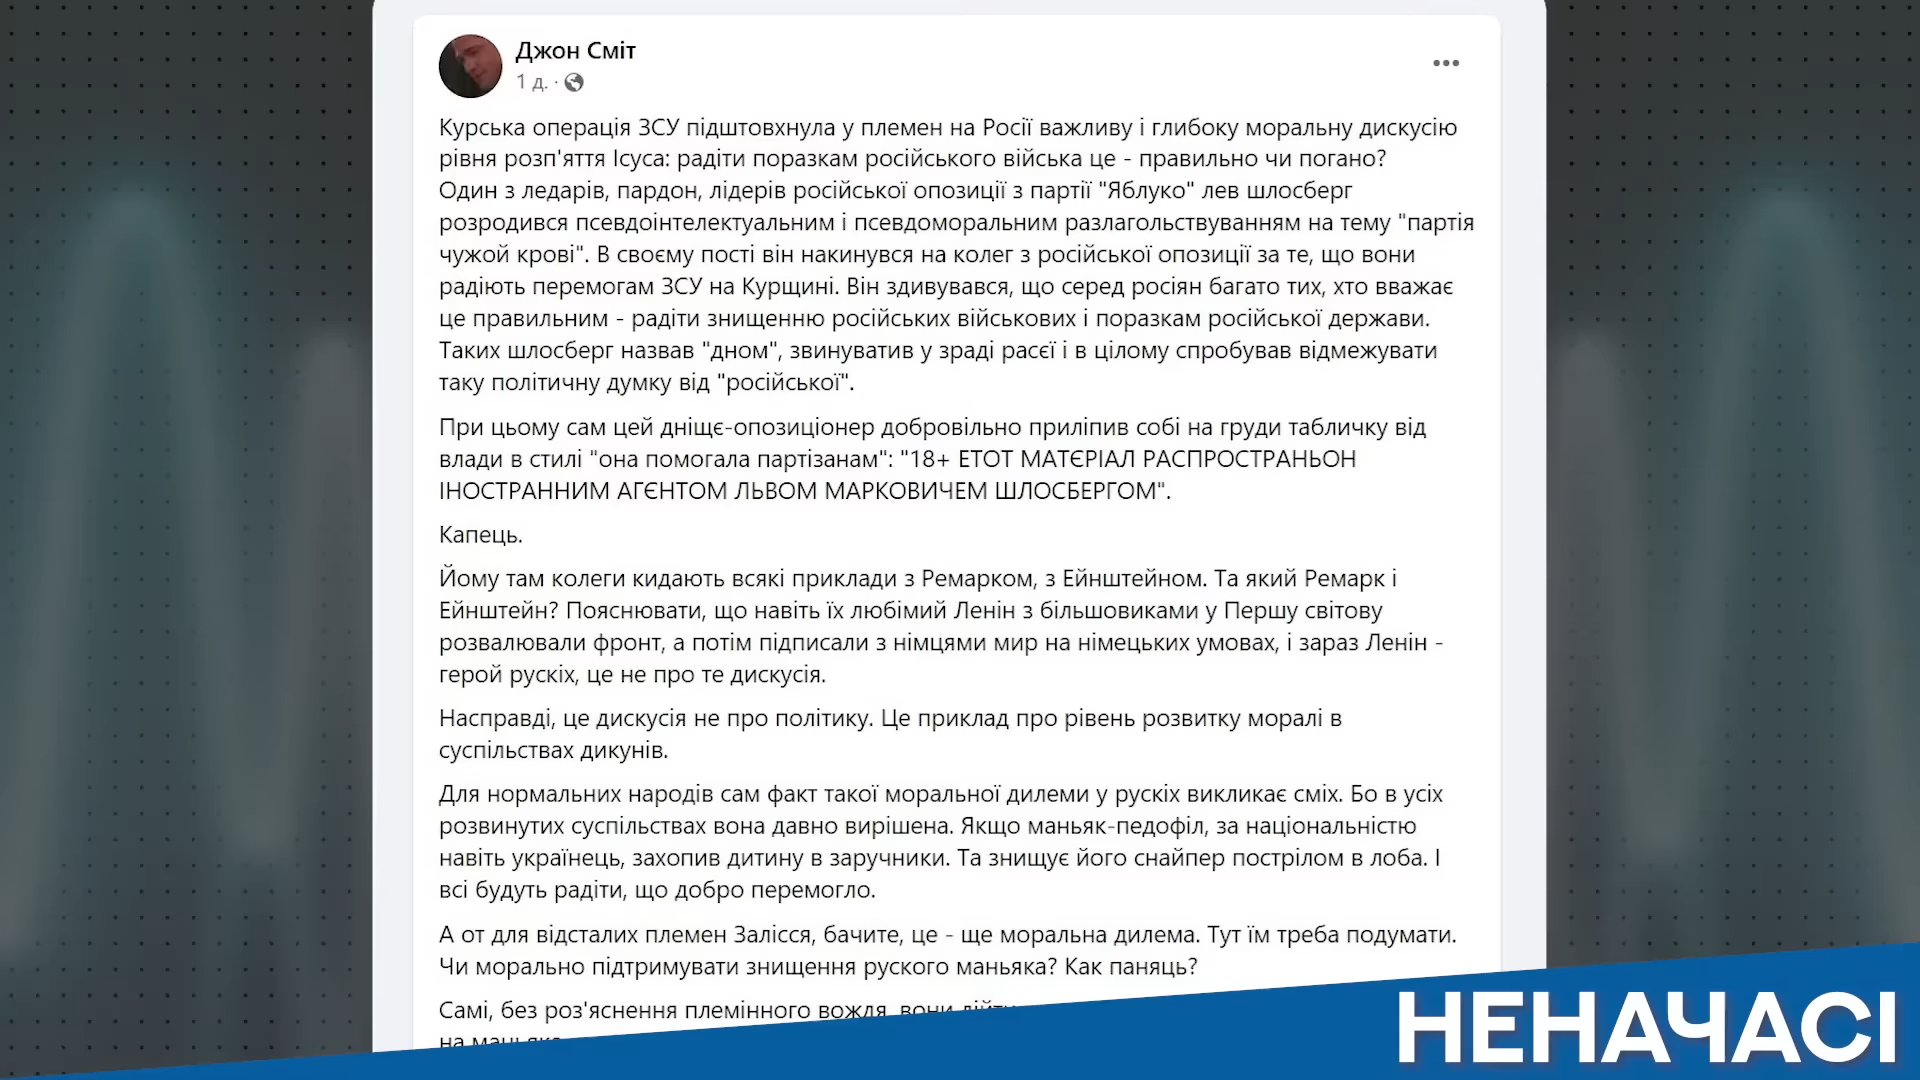 Джон Сміт
1 д. ·
Курська операція ЗСУ підштовхнула у племен на Росії важливу і глибоку моральну дискусію
рівня розп'яття Ісуса: радіти поразкам російського війська це - правильно чи погано?
Один з ледарів, пардон, лідерів російської опозиції з партії "Яблуко" лев шлосберг
розродився псевдоінтелектуальним і псевдоморальним разлагольствуванням на тему "партія
чужой крові". В своєму пості він накинувся на колег з російської опозиції за те, що вони
радіють перемогам ЗСУ на Курщині. Він здивувався, що серед росіян багато тих, хто вважає
це правильним - радіти знищенню російських військових і поразкам російської держави.
Таких шлосберг назвав "дном", звинуватив у зраді расєї і в цілому спробував відмежувати
таку політичну думку від "російської".
При цьому сам цей дніщє-опозиціонер добровільно приліпив собі на груди табличку від
влади в стилі "она помогала партізанам": "18+ ЕТОТ МАТЄРІАЛ РАСПРОСТРАНЬОН
ІНОСТРАННИМ АГЄНТОМ ЛЬВОМ МАРКОВИЧЕМ ШЛОСБЕРГОМ".
Капець.
Йому там колеги кидають всякі приклади з Ремарком, з Ейнштейном. Та який Ремарк і
Ейнштейн? Пояснювати, що навіть їх любімий Ленін з більшовиками у Першу світову
розвалювали фронт, а потім підписали з німцями мир на німецьких умовах, і зараз Ленін -
герой рускіх, це не про те дискусія.
Насправді, це дискусія не про політику. Це приклад про рівень розвитку моралі в
суспільствах дикунів.
Для нормальних народів сам факт такої моральної дилеми у рускіх викликає сміх. Бо в усіх
розвинутих суспільствах вона давно вирішена. Якщо маньяк-педофіл, за національністю
навіть українець, захопив дитину в заручники. Та знищує його снайпер пострілом в лоба. І
всі будуть радіти, що добро перемогло.
А от для відсталих племен Залісся, бачите, це - ще моральна дилема. Тут їм треба подумати.
Чи морально підтримувати знищення руского маньяка? Как паняць?
Самі, без роз'яснення племінного вождя, вони
на
НЕНАЧАСІ